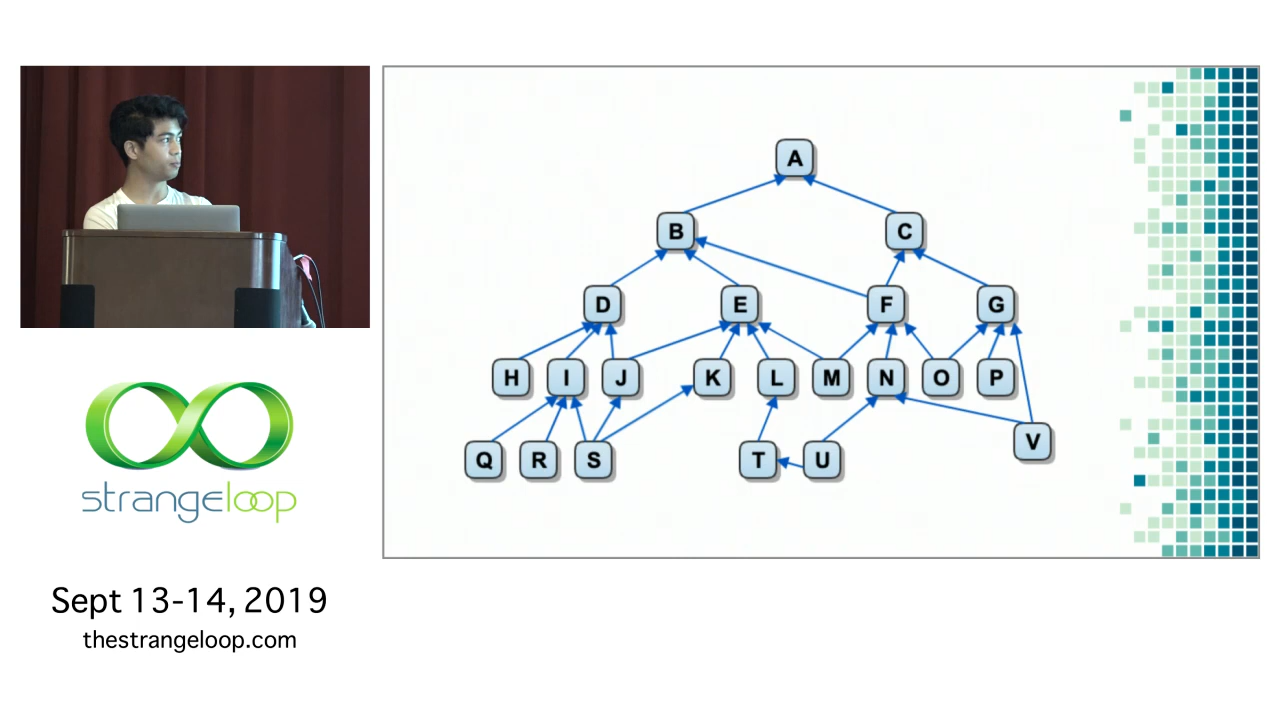 A
B C
D E F G
H I J K L M N O P
V
Q R S T U
strangeloop
Sept 13-14, 2019
thestrangeloop.com